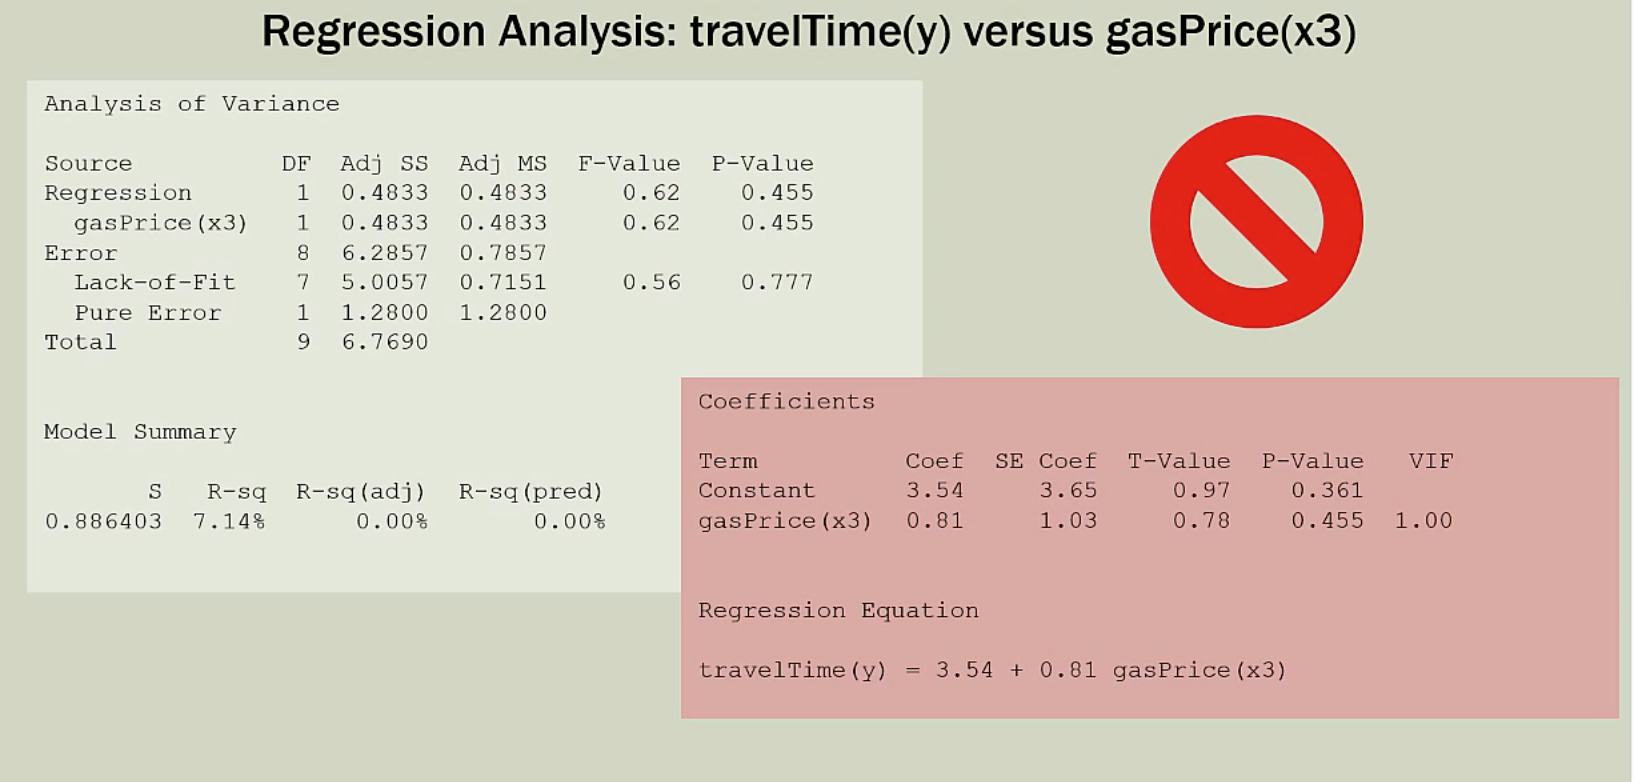 Regression Analysis: travelTime(y) versus gasPrice(x3)
Analysis of Variance
Source DF Adj SS Adj MS F-Value P-Value
Regression 1 0.4833 0.4833 0.62 0.455
gasPrice(x3) 1 0.4833 0.4833 0.62 0.455
Error 8 6.2857 0.7857
Lack-of-Fit 7 5.0057 0.7151 0.56 0.777
Pure Error 1 1.2800 1.2800
Total 9 6.7690
Model Summary
S R-sq R-sq(adj) R-sq(pred)
0.886403 7.14% 0.00% 0.00%
Coefficients
Term Coef SE Coef T-Value P-Value VIF
Constant 3.54 3.65 0.97 0.361
gasPrice(x3) 0.81 1.03 0.78 0.455 1.00
Regression Equation
travelTime(y) = 3.54 + 0.81 gasPrice(x3)